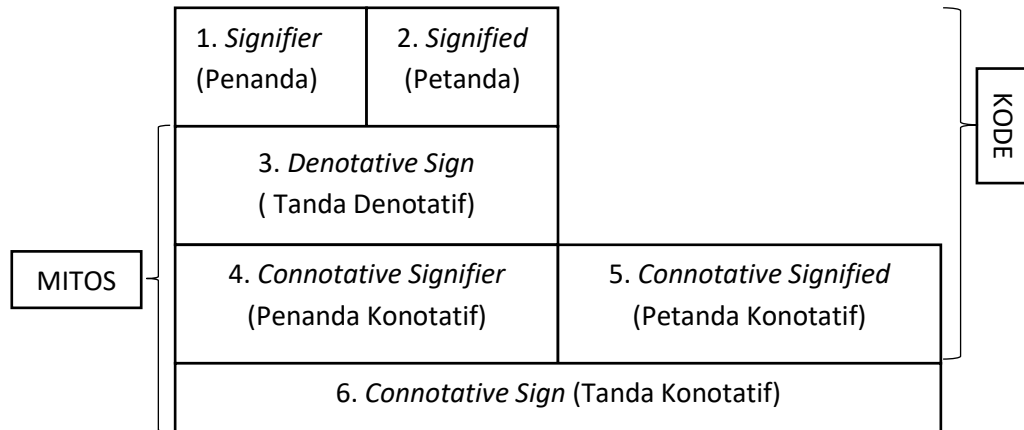 1. Signifier
(Penanda)
2. Signified
(Petanda)
KODE
3. Denotative Sign
( Tanda Denotatif)
MITOS
4. Connotative Signifier
(Penanda Konotatif)
5. Connotative Signified
(Petanda Konotatif)
6. Connotative Sign (Tanda Konotatif)